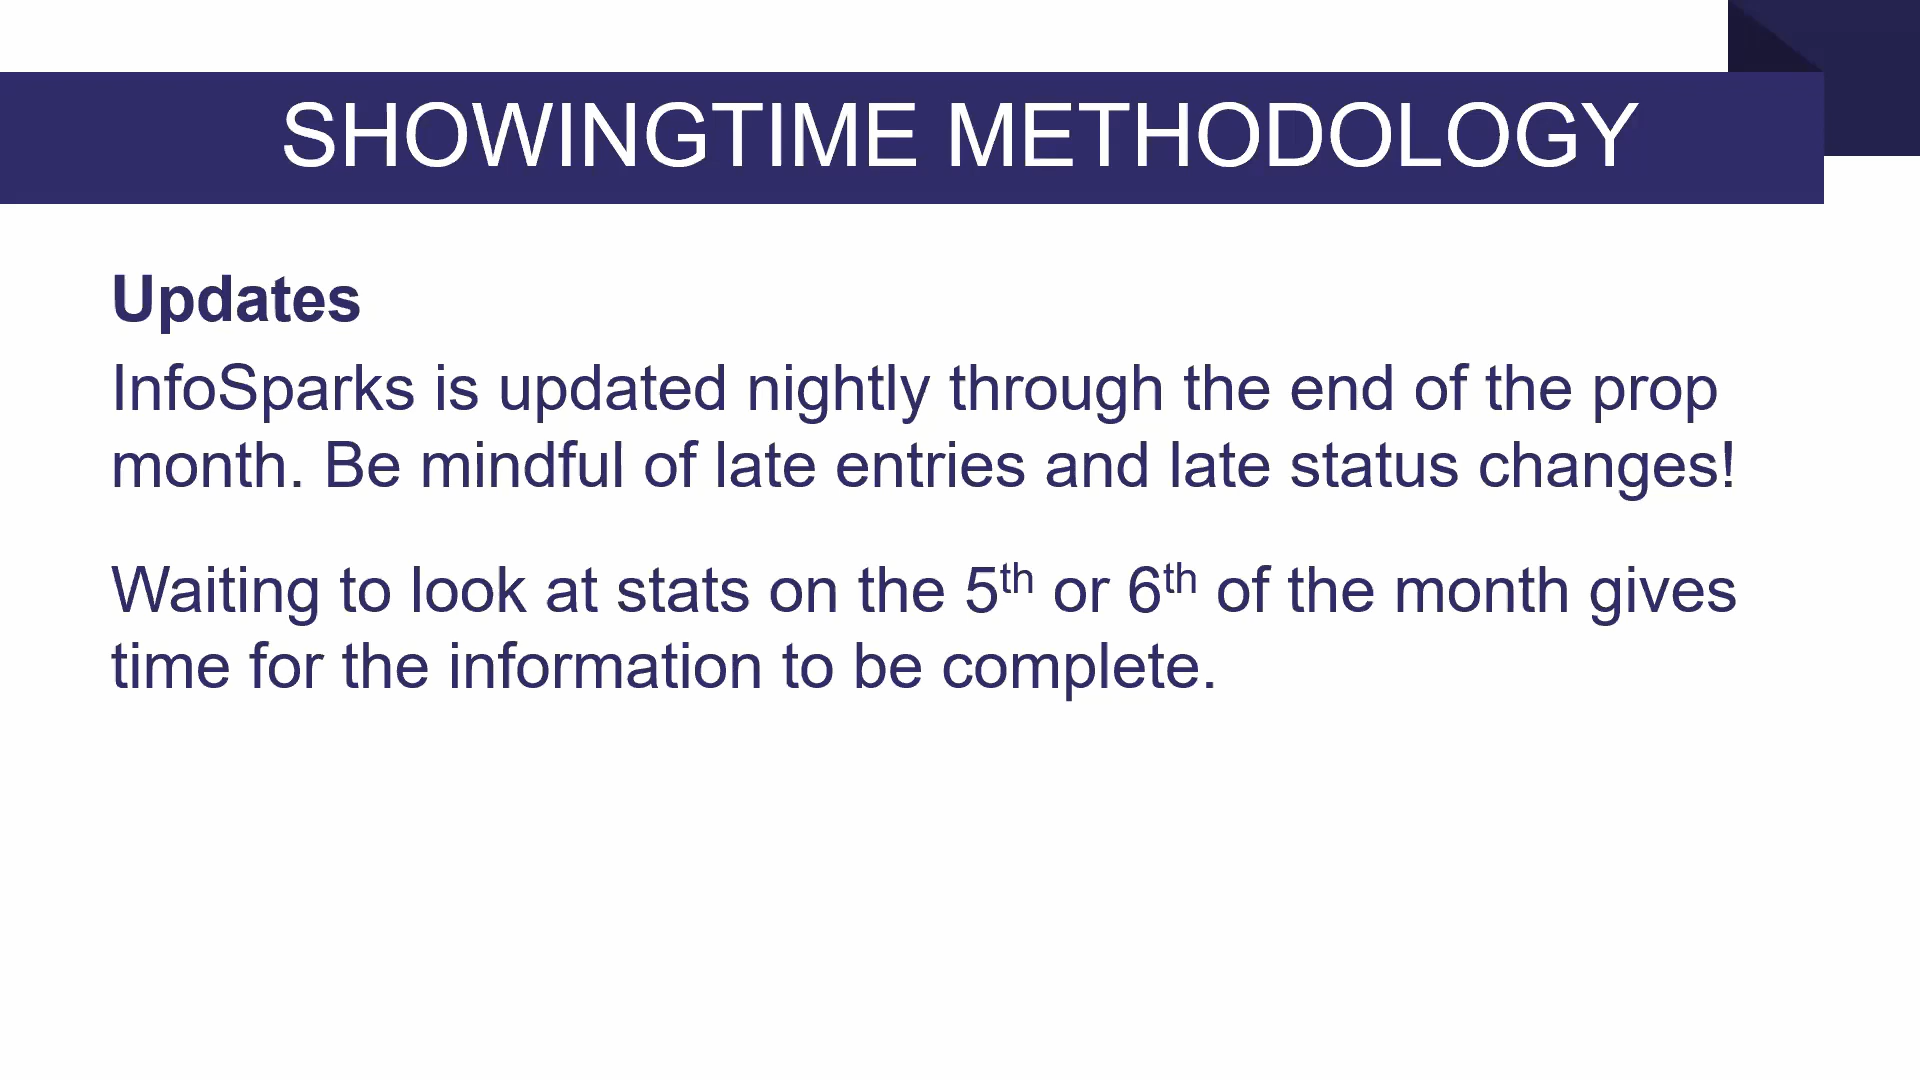 SHOWINGTIME METHODOLOGY
Updates
InfoSparks is updated nightly through the end of the prop
month. Be mindful of late entries and late status changes!
Waiting to look at stats on the 5th or 6th of the month gives
time for the information to be complete.